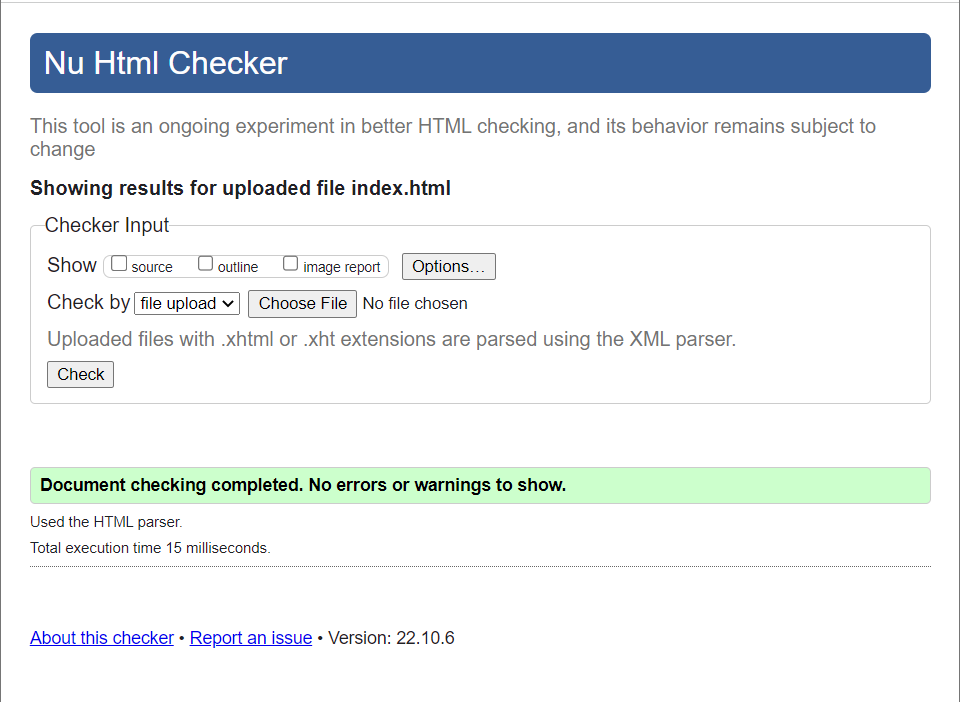 Nu Html Checker
This tool is an ongoing experiment in better HTML checking, and its behavior remains subject to
change
Showing results for uploaded file index.html
Checker Input
Show source outline image report Options…
Check by file upload Choose File No file chosen
Uploaded files with .xhtml or .xht extensions are parsed using the XML parser.
Check
Document checking completed. No errors or warnings to show.
Used the HTML parser.
Total execution time 15 milliseconds.
About this checker • Report an issue • Version: 22.10.6